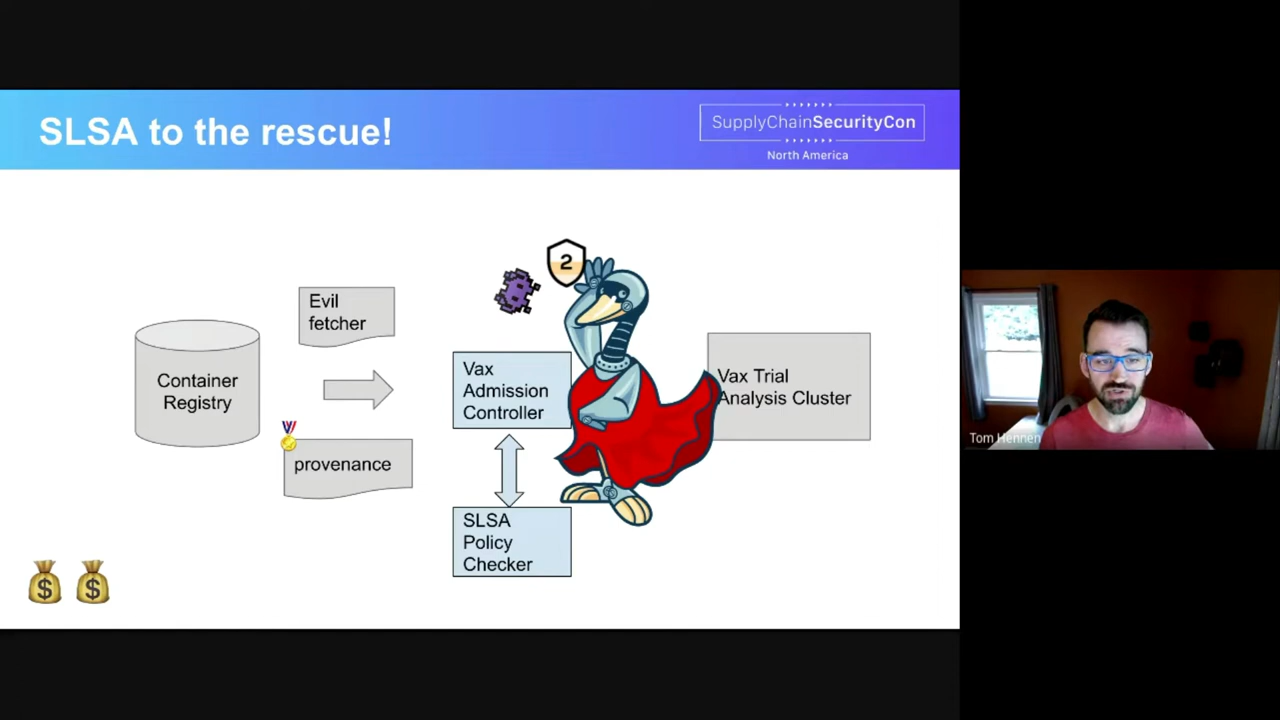 SLSA to the rescue!
SupplyChainSecurityCon
North America
Evil
fetcher
2
Container
Registry
Vax
Admission
Controller
Vax Trial
Analysis Cluster
provenance
SLSA
Policy
Checker
$ $
Tom Hennen